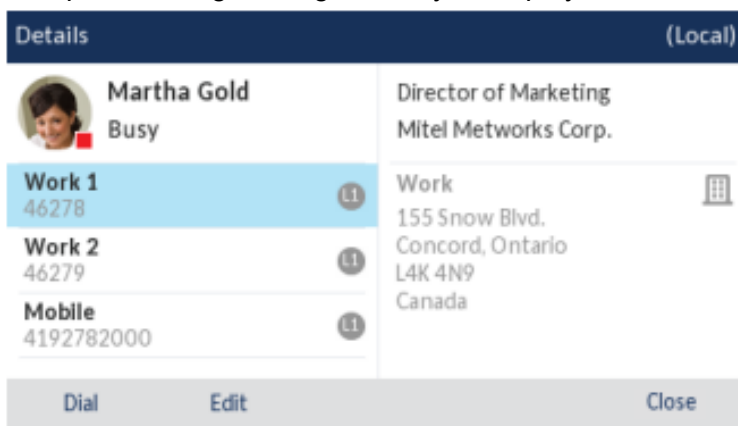 Details (Local)
Martha Gold
Busy
Work 1
46278
L1
Work 2
46279
L1
Mobile
4192782000
L1
Director of Marketing
Mitel Metworks Corp.
Work
155 Snow Blvd.
Concord, Ontario
L4K 4N9
Canada
Dial Edit Close